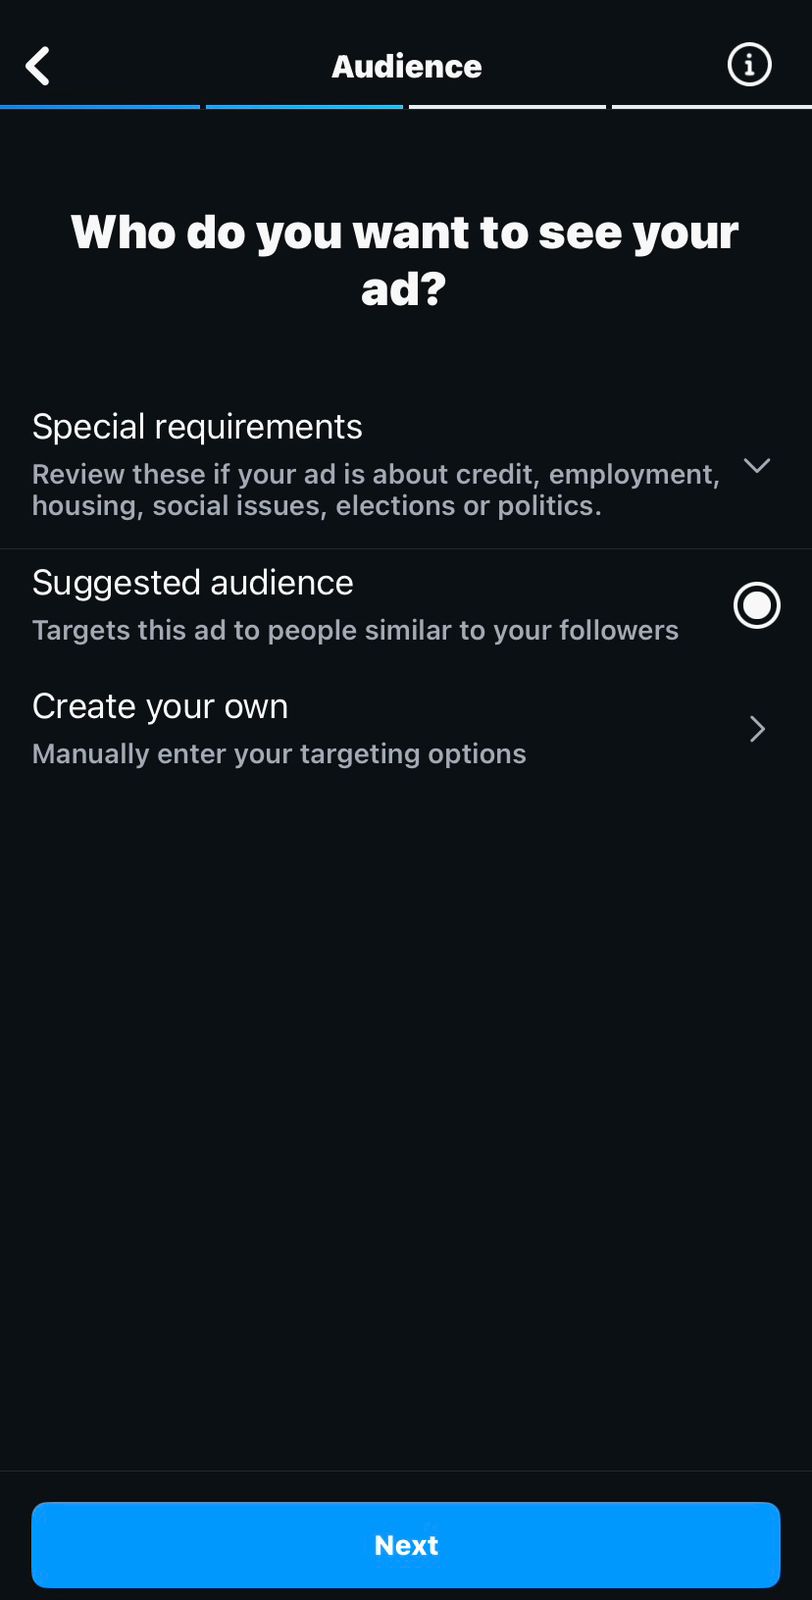 Audience
Who do you want to see your
ad?
Special requirements
Review these if your ad is about credit, employment,
housing, social issues, elections or politics.
Suggested audience
Targets this ad to people similar to your followers
Create your own
Manually enter your targeting options
Next